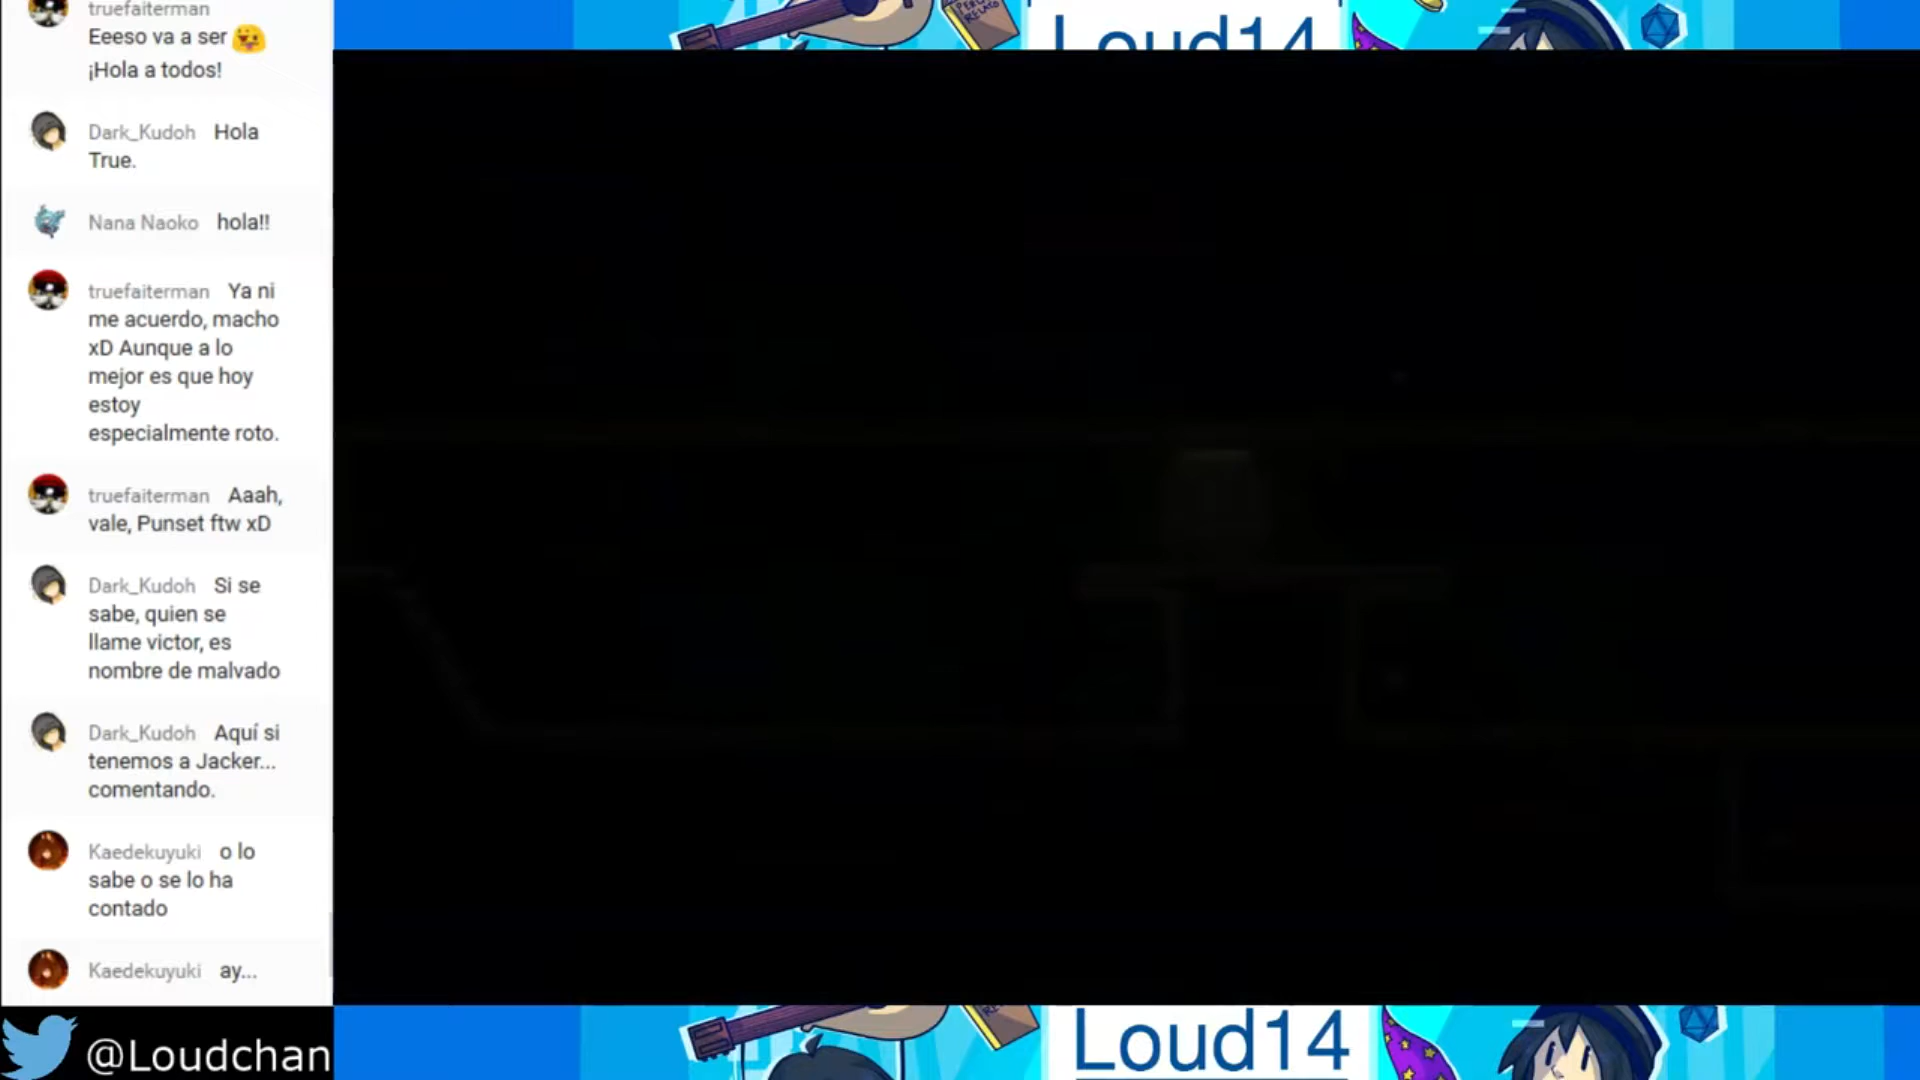 truefaiterman
Eeeso va a ser
¡Hola a todos!
Dark_Kudoh Hola
True.
Nana Naoko hola!!
truefaiterman Ya ni
me acuerdo, macho
xD Aunque a lo
mejor es que hoy
estoy
especialmente roto.
truefaiterman Aaah,
vale, Punset ftw xD
Dark_Kudoh Si se
sabe, quien se
llame victor, es
nombre de malvado
Dark_Kudoh Aquí si
tenemos a Jacker...
comentando.
Kaedekuyuki o lo
sabe o se lo ha
contado
Kaedekuyuki ay...
@Loudchan
RELATO
Loud14
Loud14